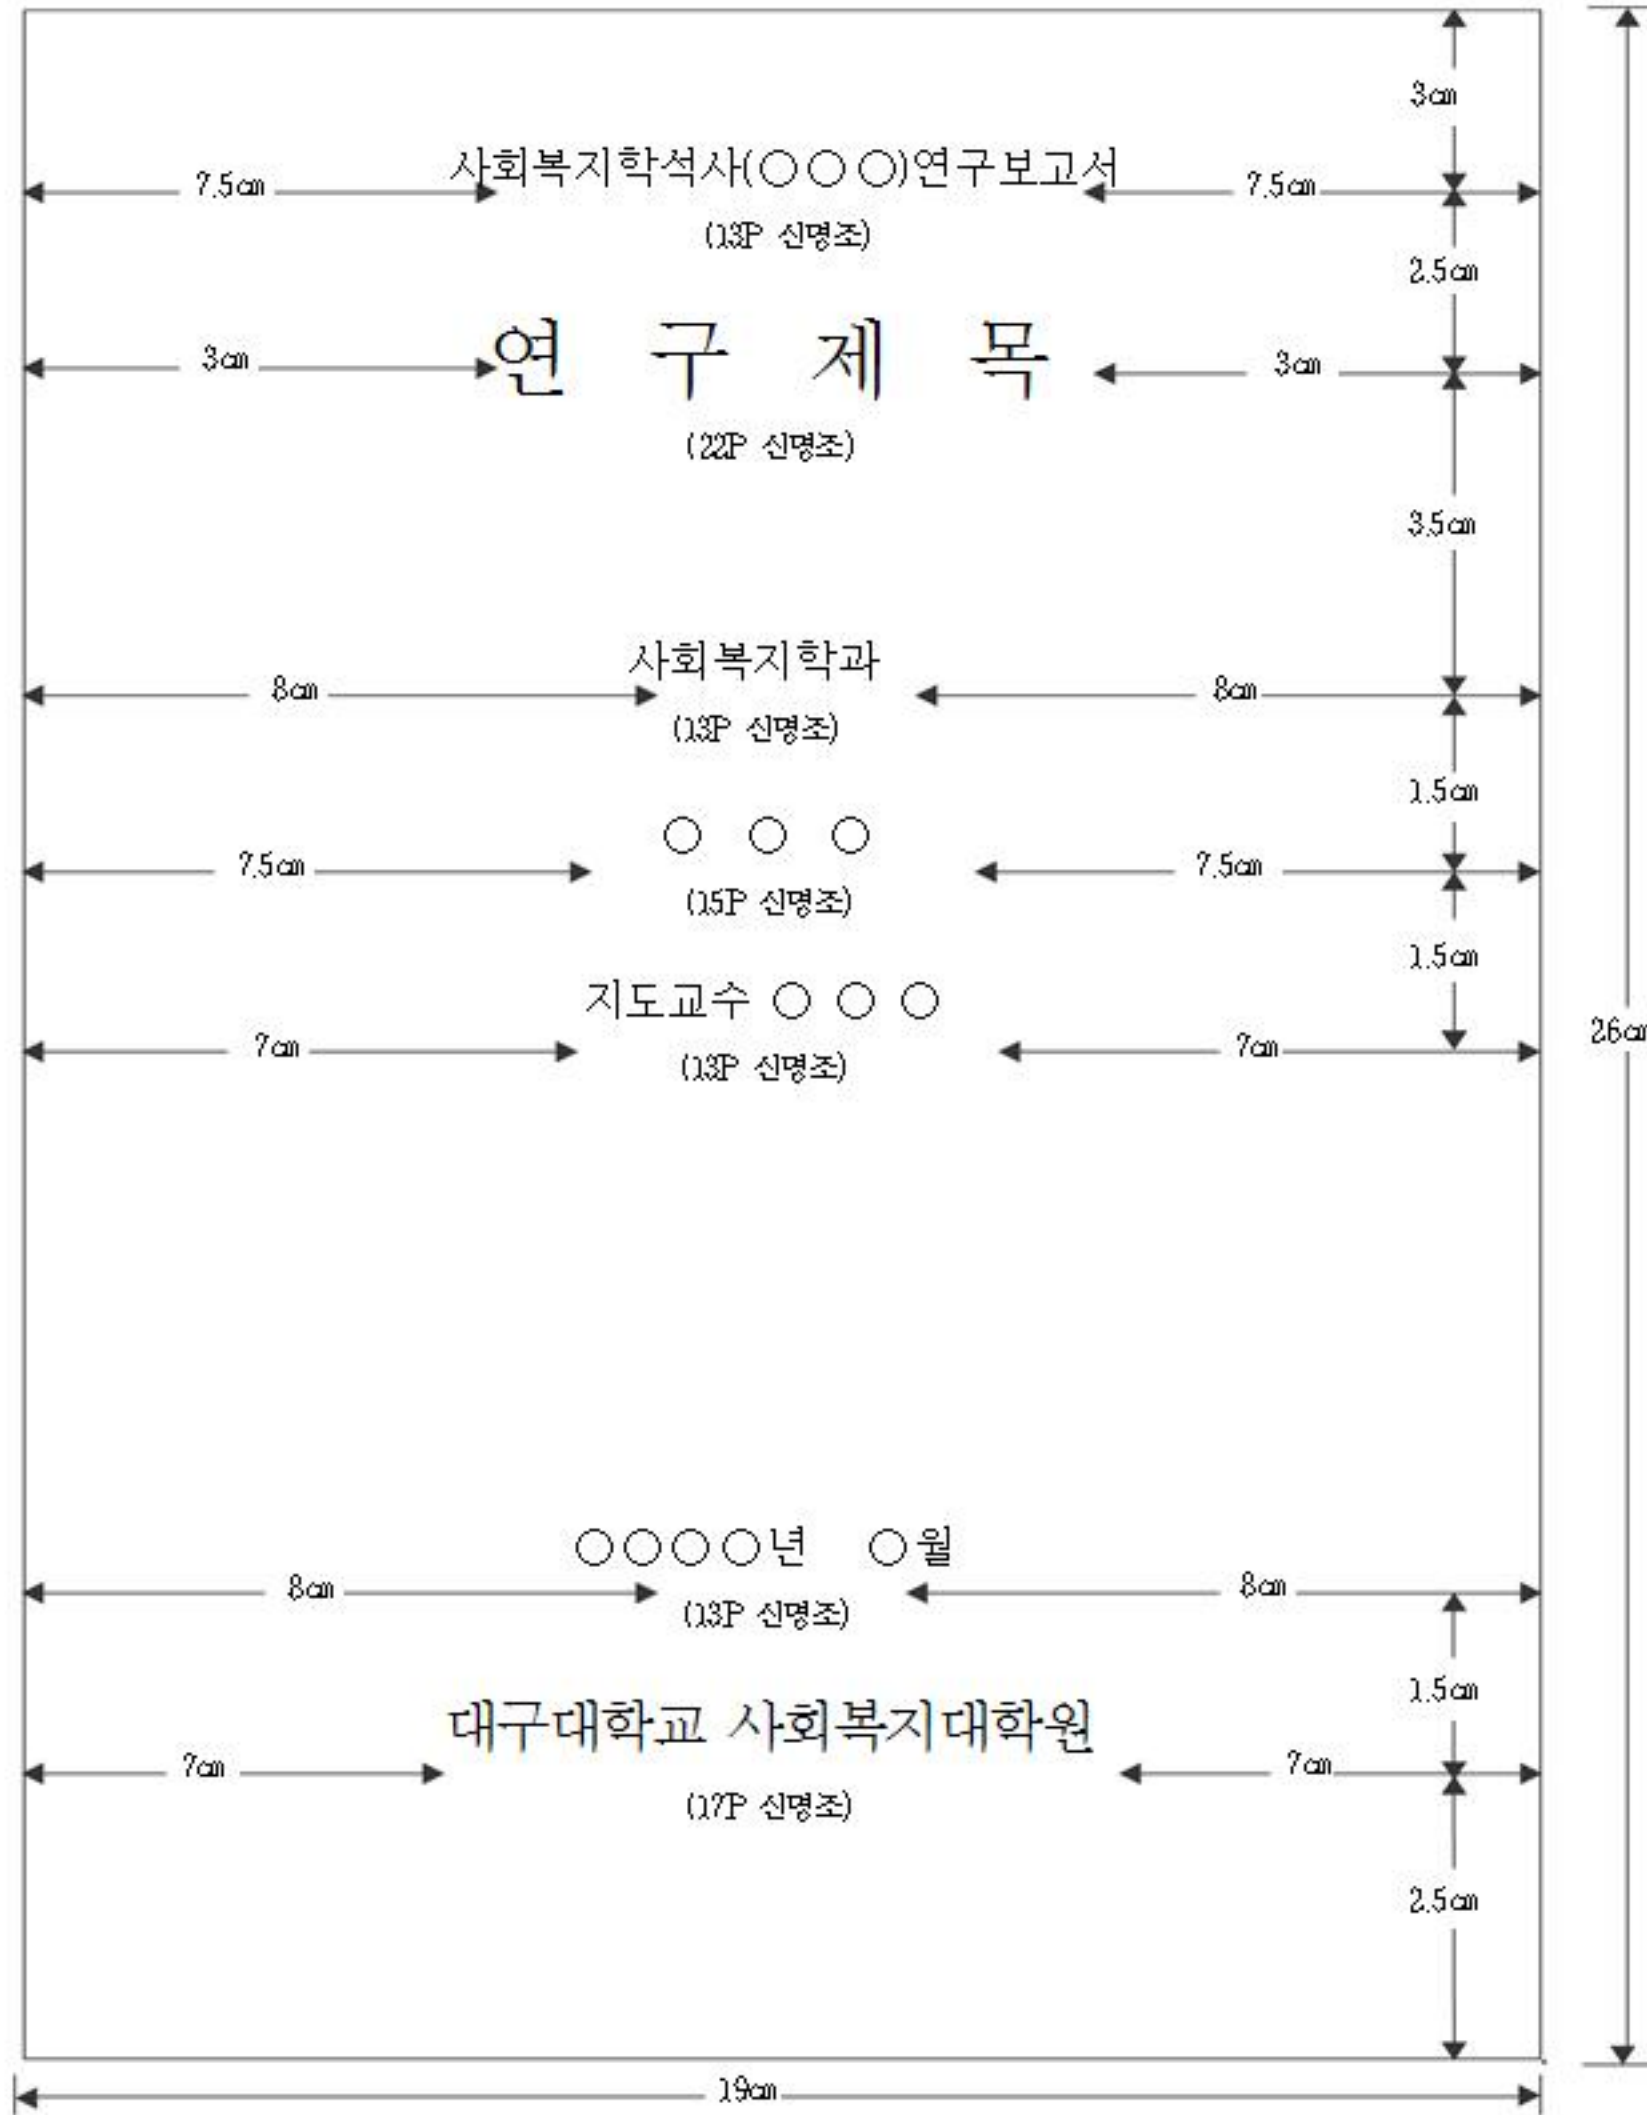 3㎝
사회복지학석사(○○○)연구보고서
7.5㎝ 7.5㎝
(13P 신명조)
2.5㎝
연 구 제 목
3㎝ 3㎝
(22P 신명조)
3.5㎝
사회복지학과
8㎝ 8㎝
(13P 신명조)
1.5㎝
○ ○ ○
7.5㎝ 7.5㎝
(15P 신명조)
1.5㎝
지도교수 ○ ○ ○
26㎝
7㎝ 7㎝
(13P 신명조)
○○○○년 ○월
8㎝ 8㎝
(13P 신명조)
1.5㎝
대구대학교 사회복지대학원
7㎝ 7㎝
(17P 신명조)
2.5㎝
19㎝